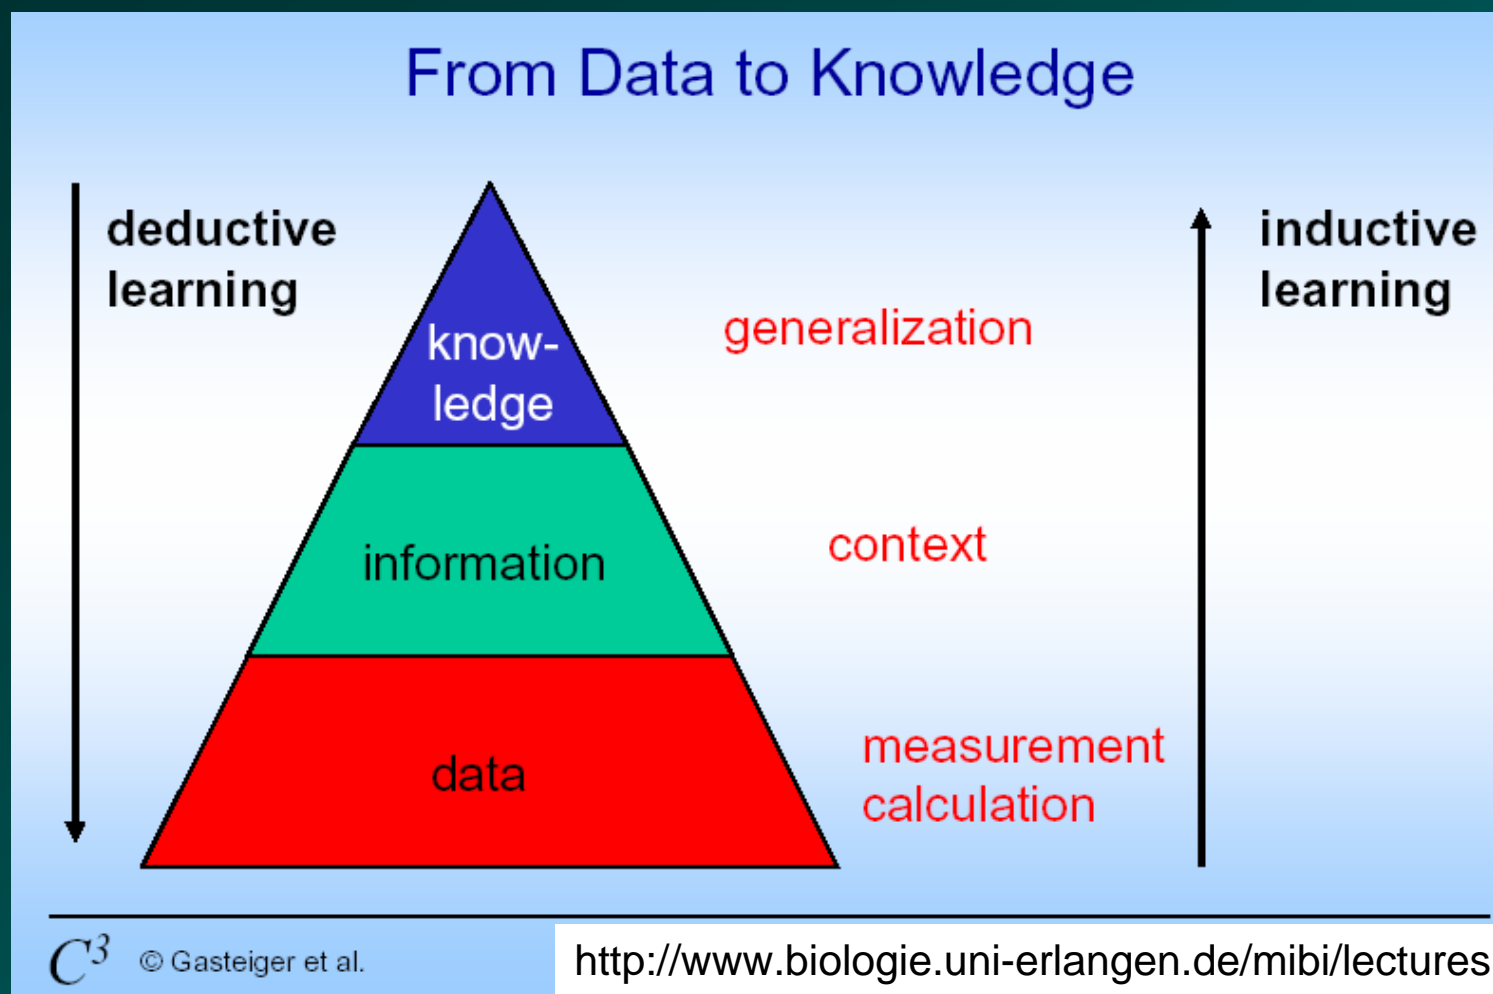 From Data to Knowledge
deductive
learning
inductive
learning
know-
ledge
generalization
information
context
data
measurement
calculation
C³ © Gasteiger et al.
http://www.biologie.uni-erlangen.de/mibi/lectures